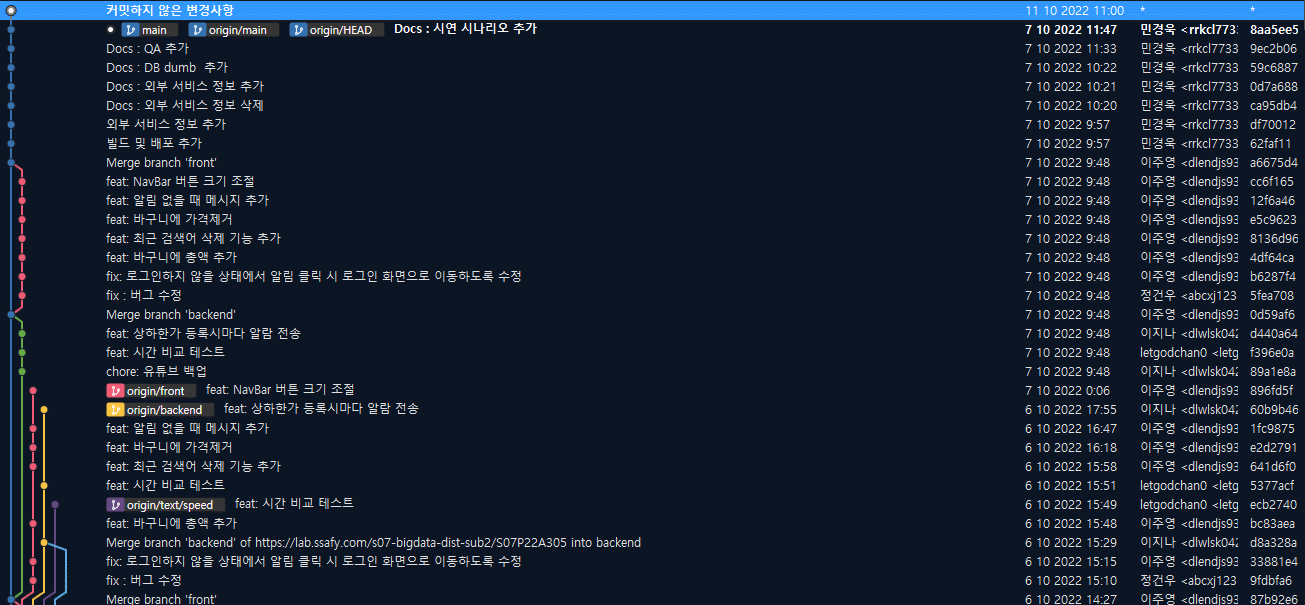 커밋하지 않은 변경사항 11 10 2022 11:00 * *
main origin/main origin/HEAD Docs : 시연 시나리오 추가 7 10 2022 11:47 민경욱 <rrkcl773 8aa5ee5
Docs : QA 추가 7 10 2022 11:33 민경욱 <rrkcl7733 9ec2b06
Docs : DB dumb 추가 7 10 2022 10:22 민경욱 <rrkcl7733 59c6887
Docs : 외부 서비스 정보 추가 7 10 2022 10:21 민경욱 <rrkcl7733 0d7a688
Docs : 외부 서비스 정보 삭제 7 10 2022 10:20 민경욱 <rrkcl7733 ca95db4
외부 서비스 정보 추가 7 10 2022 9:57 민경욱 <rrkcl7733 df70012
빌드 및 배포 추가 7 10 2022 9:57 민경욱 <rrkcl7733 62faf11
Merge branch 'front' 7 10 2022 9:48 이주영 <dlendjs93 a6675d4
feat: NavBar 버튼 크기 조절 7 10 2022 9:48 이주영 <dlendjs93 cc6f165
feat: 알림 없을 때 메시지 추가 7 10 2022 9:48 이주영 <dlendjs93 12f6a46
feat: 바구니에 가격제거 7 10 2022 9:48 이주영 <dlendjs93 e5c9623
feat: 최근 검색어 삭제 기능 추가 7 10 2022 9:48 이주영 <dlendjs93 8136d96
feat: 바구니에 총액 추가 7 10 2022 9:48 이주영 <dlendjs93 4df64ca
fix: 로그인하지 않을 상태에서 알림 클릭 시 로그인 화면으로 이동하도록 수정 7 10 2022 9:48 이주영 <dlendjs93 b6287f4
fix : 버그 수정 7 10 2022 9:48 정건우 <abcxj123 5fea708
Merge branch 'backend' 7 10 2022 9:48 이주영 <dlendjs93 0d59af6
feat: 상하한가 등록시마다 알람 전송 7 10 2022 9:48 이지나 <dlwlsk042 d440a64
feat: 시간 비교 테스트 7 10 2022 9:48 letgodchan0 <letg f396e0a
chore: 유튜브 백업 7 10 2022 9:48 이지나 <dlwlsk042 89a1e8a
origin/front feat: NavBar 버튼 크기 조절 7 10 2022 0:06 이주영 <dlendjs93 896fd5f
origin/backend feat: 상하한가 등록시마다 알람 전송 6 10 2022 17:55 이지나 <dlwlsk042 60b9b46
feat: 알림 없을 때 메시지 추가 6 10 2022 16:47 이주영 <dlendjs93 1fc9875
feat: 바구니에 가격제거 6 10 2022 16:18 이주영 <dlendjs93 e2d2791
feat: 최근 검색어 삭제 기능 추가 6 10 2022 15:58 이주영 <dlendjs93 641d6f0
feat: 시간 비교 테스트 6 10 2022 15:51 letgodchan0 <letg 5377acf
origin/text/speed feat: 시간 비교 테스트 6 10 2022 15:49 letgodchan0 <letg ecb2740
feat: 바구니에 총액 추가 6 10 2022 15:48 이주영 <dlendjs93 bc83aea
Merge branch 'backend' of https://lab.ssafy.com/s07-bigdata-dist-sub2/S07P22A305 into backend 6 10 2022 15:29 이지나 <dlwlsk042 d8a328a
fix: 로그인하지 않을 상태에서 알림 클릭 시 로그인 화면으로 이동하도록 수정 6 10 2022 15:15 이주영 <dlendjs93 33881e4
fix : 버그 수정 6 10 2022 15:10 정건우 <abcxj123 9fdbfa6
Merge branch 'front' 6 10 2022 14:27 이주영 <dlendjs93 87b92e6